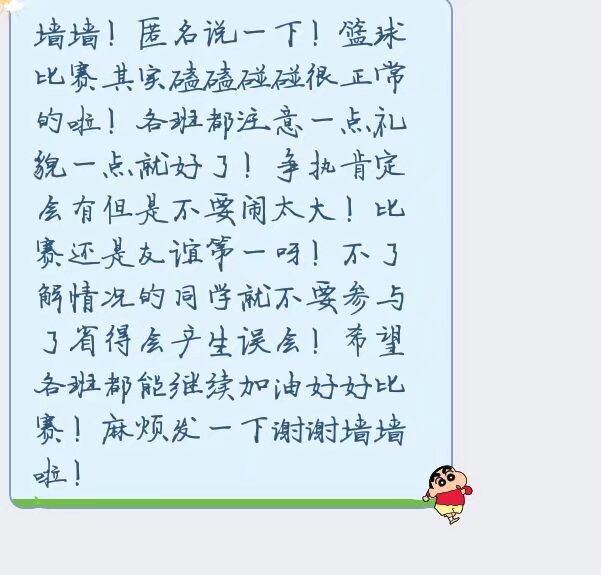 墙墙！匿名说一下！篮球
比赛其实磕磕碰碰很正常
的啦！各班都注意一点礼
貌一点就好了！争执肯定
会有但是不要闹太大！比
赛还是友谊第一呀！不了
解情况的同学就不要参与
了省得会产生误会！希望
各班都能继续加油好好比
赛！麻烦发一下谢谢墙墙
啦！